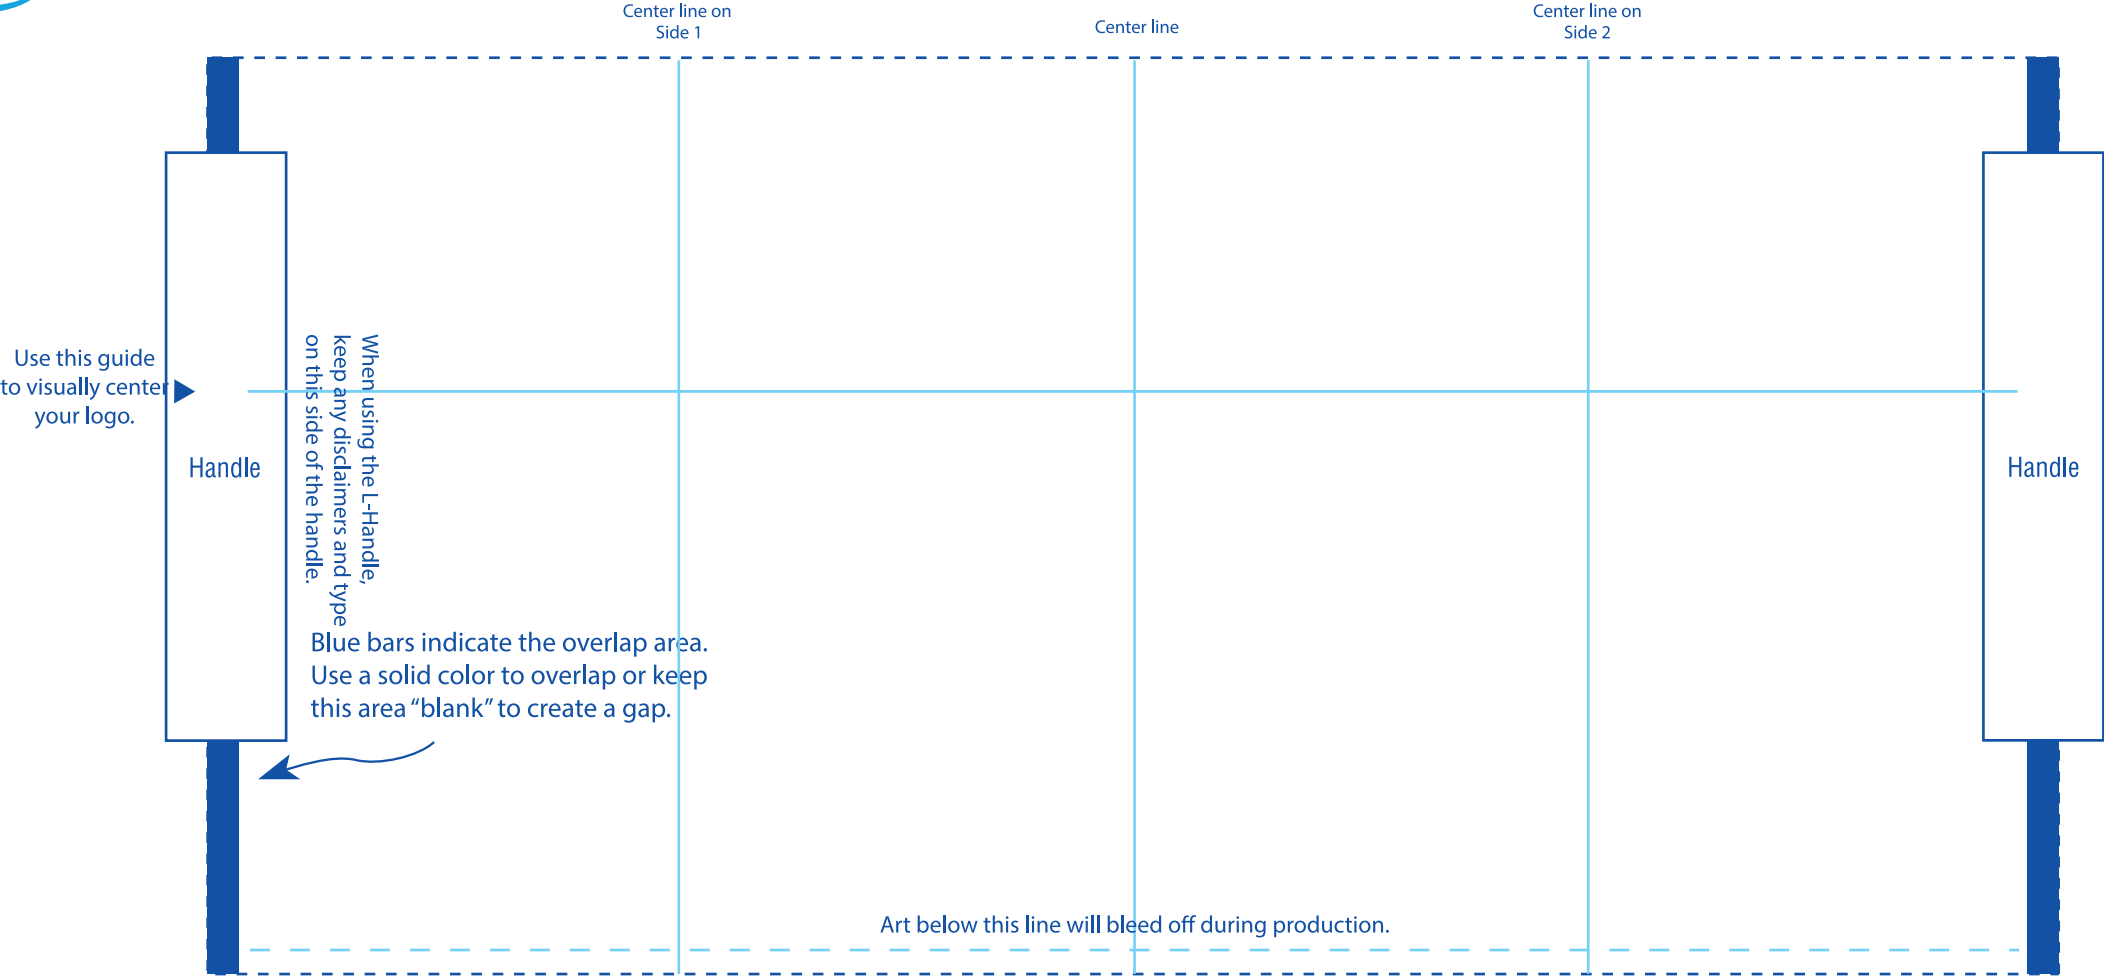 Center line on
Side 1
Center line
Center line on
Side 2
Use this guide
to visually center
your logo.
Handle
When using the L-Handle,
keep any disclaimers and type
on this side of the handle.
Handle
Blue bars indicate the overlap area.
Use a solid color to overlap or keep
this area “blank” to create a gap.
Art below this line will bleed off during production.